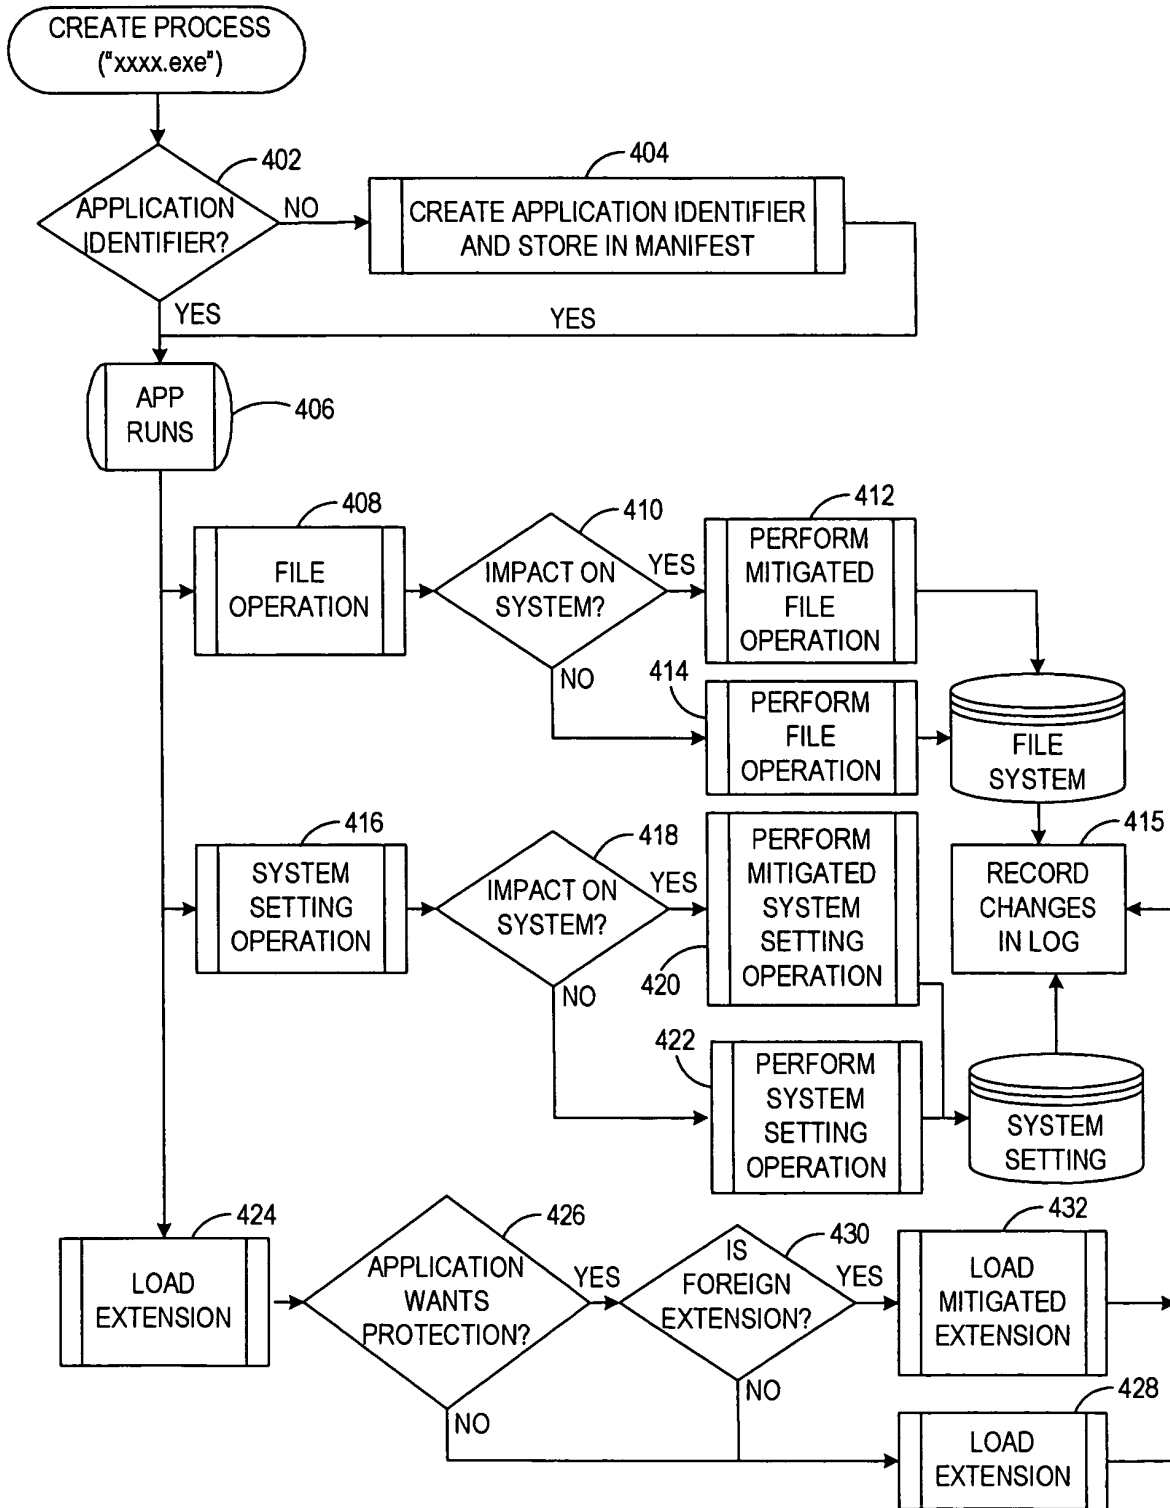 CREATE PROCESS
("xxxx.exe")
402
APPLICATION
IDENTIFIER?
NO
404
CREATE APPLICATION IDENTIFIER
AND STORE IN MANIFEST
YES
YES
APP
RUNS
406
408
FILE
OPERATION
410
IMPACT ON
SYSTEM?
YES
NO
412
PERFORM
MITIGATED
FILE
OPERATION
414
PERFORM
FILE
OPERATION
FILE
SYSTEM
416
SYSTEM
SETTING
OPERATION
418
IMPACT ON
SYSTEM?
YES
NO
PERFORM
MITIGATED
SYSTEM
SETTING
OPERATION
420
415
RECORD
CHANGES
IN LOG
422
PERFORM
SYSTEM
SETTING
OPERATION
SYSTEM
SETTING
424
LOAD
EXTENSION
426
APPLICATION
WANTS
PROTECTION?
YES
NO
430
IS
FOREIGN
EXTENSION?
YES
NO
432
LOAD
MITIGATED
EXTENSION
428
LOAD
EXTENSION